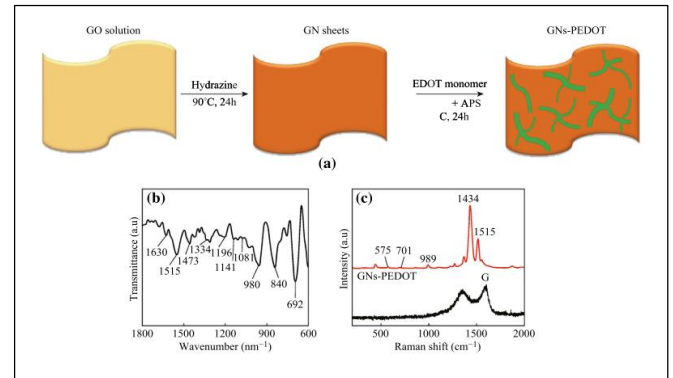 GO solution
GN sheets
GNs-PEDOT
Hydrazine
90°C, 24h
EDOT monomer
+ APS
C, 24h
(a)
(b)
Transmittance (a.u)
1630
1515
1473
1334
1196
1141
1081
980
840
692
1800 1500 1200 900 600
Wavenumber (nm⁻¹)
(c)
Intensity (a.u)
1434
1515
575
701
989
GNs-PEDOT
G
500 1000 1500 2000
Raman shift (cm⁻¹)